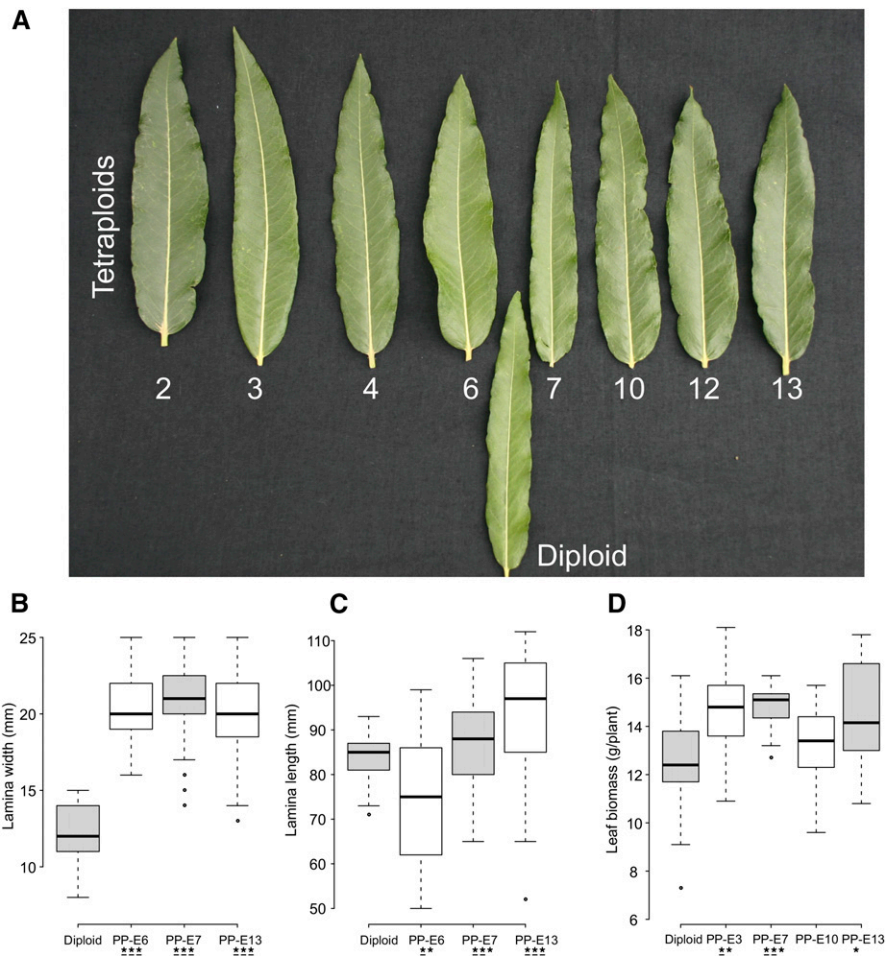 A
Tetraploids
2 3 4 6 7 10 12 13
Diploid
B
Lamina width (mm)
25
20
15
10
Diploid PP-E6 PP-E7 PP-E13
*** *** ***
C
Lamina length (mm)
110
100
90
80
70
60
50
Diploid PP-E6 PP-E7 PP-E13
** *** ***
D
Leaf biomass (g/plant)
18
16
14
12
10
8
6
Diploid PP-E3 PP-E7 PP-E10 PP-E13
** *** *